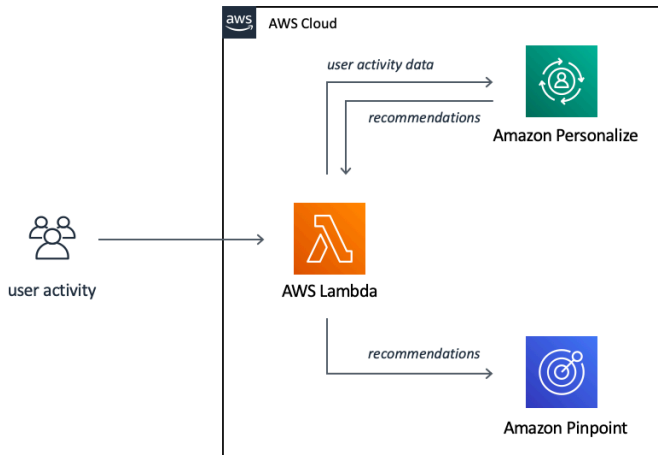 aws
AWS Cloud
user activity data
recommendations
Amazon Personalize
user activity
AWS Lambda
recommendations
Amazon Pinpoint